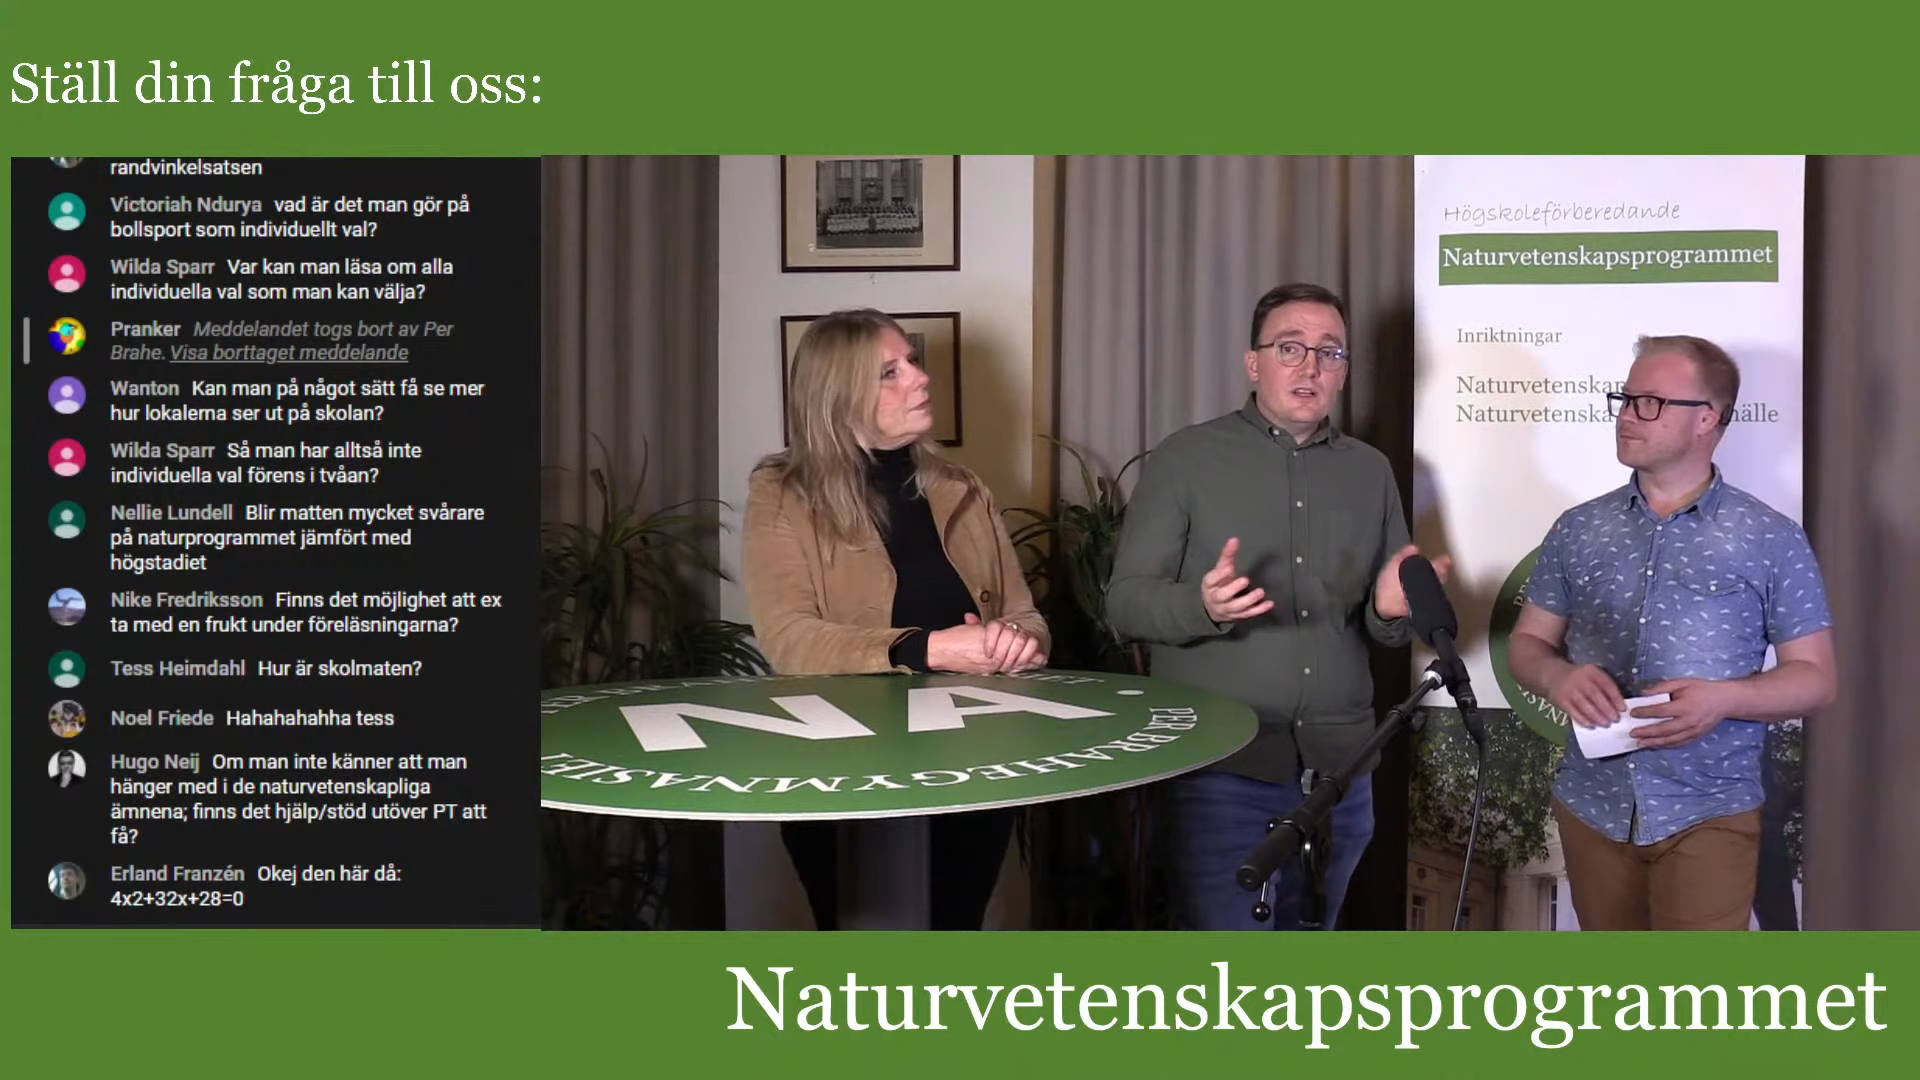 Ställ din fråga till oss:
randvinkelsatsen
Victoriah Ndurya vad är det man gör på
bollsport som individuellt val?
Wilda Sparr Var kan man läsa om alla
individuella val som man kan välja?
Pranker Meddelandet togs bort av Per
Brahe. Visa borttaget meddelande
Wanton Kan man på något sätt få se mer
hur lokalerna ser ut på skolan?
Wilda Sparr Så man har alltså inte
individuella val förens i tvåan?
Nellie Lundell Blir matten mycket svårare
på naturprogrammet jämfört med
högstadiet
Nike Fredriksson Finns det möjlighet att ex
ta med en frukt under föreläsningarna?
Tess Heimdahl Hur är skolmaten?
Noel Friede Hahahahahha tess
Hugo Neij Om man inte känner att man
hänger med i de naturvetenskapliga
ämnena; finns det hjälp/stöd utöver PT att
få?
Erland Franzén Okej den här då:
4x2+32x+28=0
Högskoleförberedande
Naturvetenskapsprogrammet
Inriktningar
Naturvetenskap
Naturvetenska hälle
NA
PER BRAHEGYMNASIET
Naturvetenskapsprogrammet